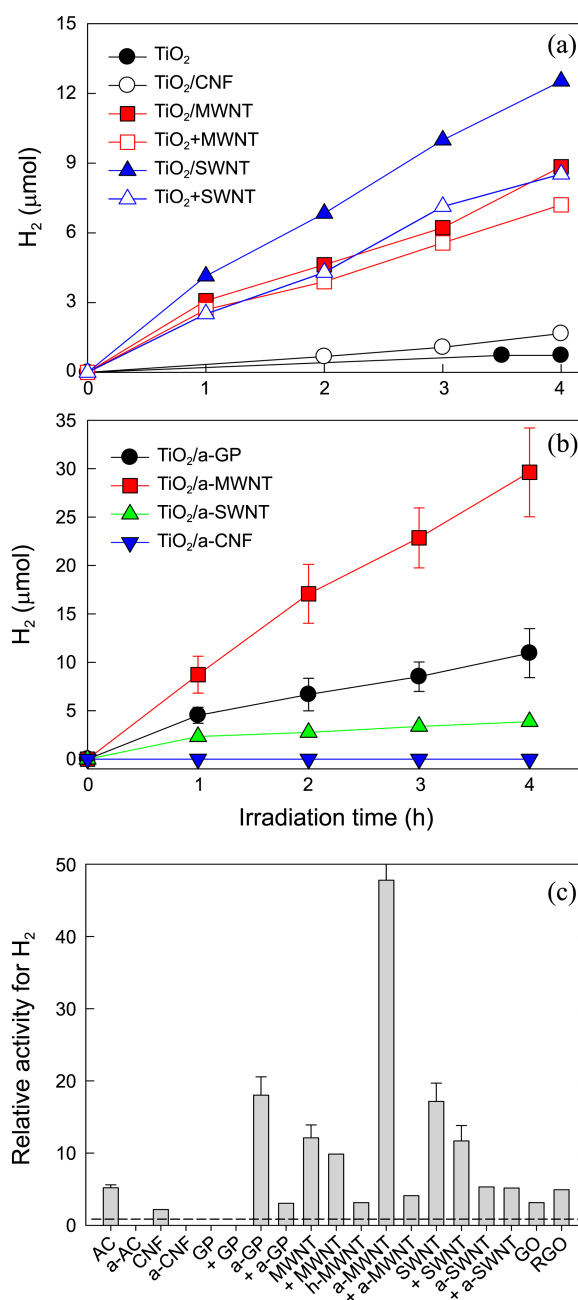 15
(a)
TiO₂
TiO₂/CNF
12
TiO₂/MWNT
TiO₂+MWNT
9
TiO₂/SWNT
TiO₂+SWNT
H₂ (μmol)
6
3
0
0 1 2 3 4
35
(b)
TiO₂/a-GP
30
TiO₂/a-MWNT
TiO₂/a-SWNT
25
TiO₂/a-CNF
20
H₂ (μmol)
15
10
5
0
0 1 2 3 4
Irradiation time (h)
50
(c)
40
30
Relative activity for H₂
20
10
0
AC
a-AC
CNF
a-CNF
GP
+ GP
a-GP
+ a-GP
MWNT
+ MWNT
h-MWNT
a-MWNT
+ a-MWNT
SWNT
+ SWNT
a-SWNT
+ a-SWNT
GO
RGO